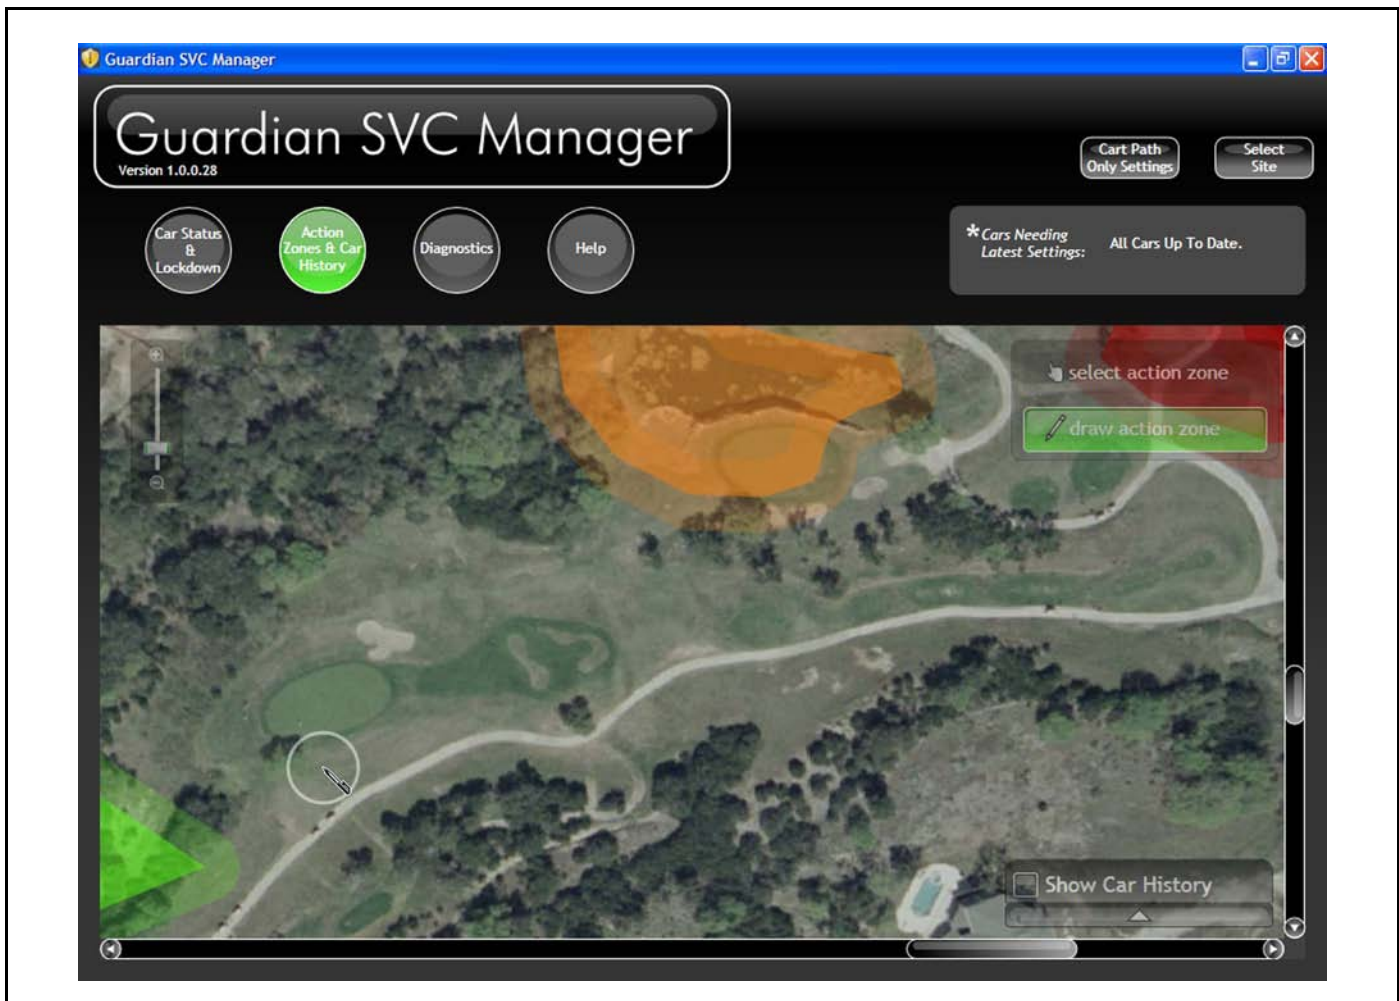 Guardian SVC Manager
Guardian SVC Manager
Version 1.0.0.28
Cart Path
Only Settings
Select
Site
Car Status
&
Lockdown
Action
Zones & Car
History
Diagnostics
Help
*Cars Needing
Latest Settings:
All Cars Up To Date.
select action zone
draw action zone
Show Car History